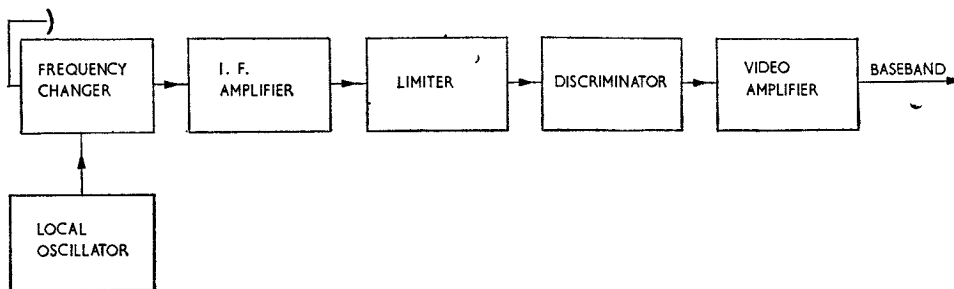 FREQUENCY
CHANGER
I. F.
AMPLIFIER
LIMITER
DISCRIMINATOR
VIDEO
AMPLIFIER
BASEBAND
LOCAL
OSCILLATOR